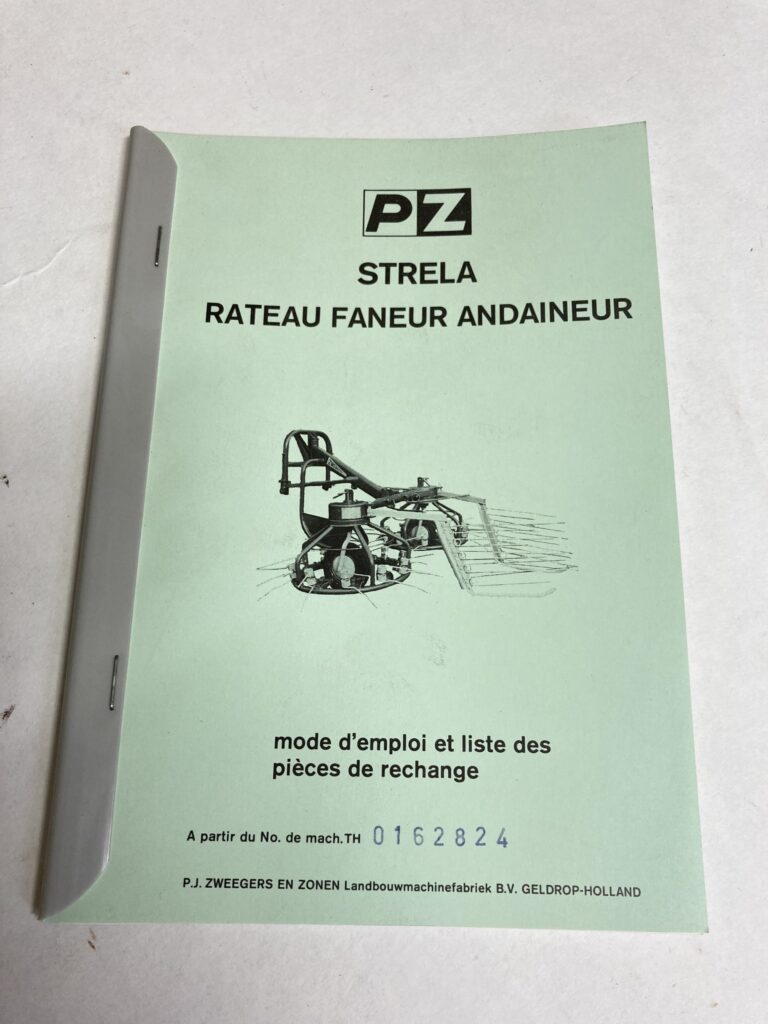 PZ
STRELA
RATEAU FANEUR ANDAINEUR
mode d'emploi et liste des
pièces de rechange
A partir du No. de mach. TH 0162824
P.J. ZWEEGERS EN ZONEN Landbouwmachinefabriek B.V. GELDROP-HOLLAND